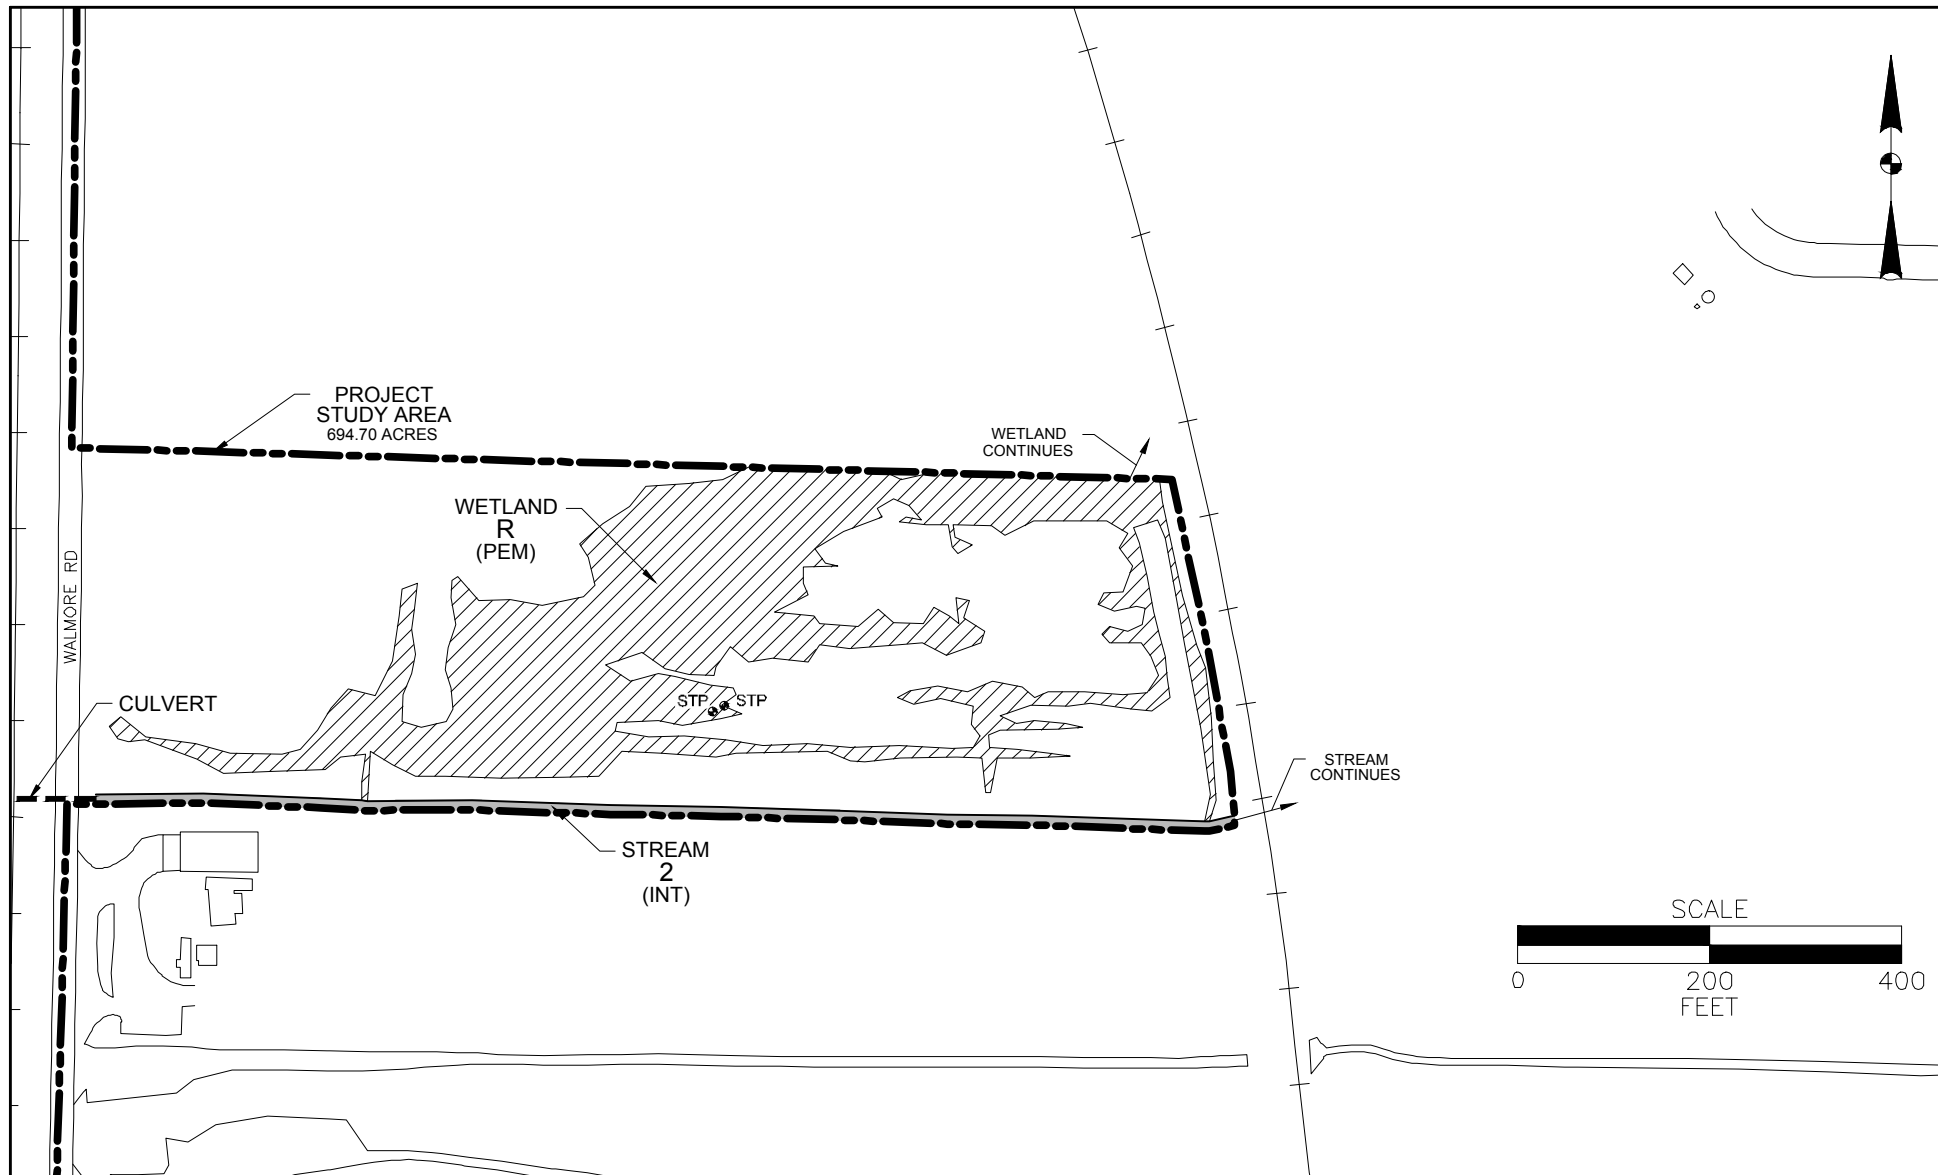 PROJECT
STUDY AREA
694.70 ACRES
WETLAND
CONTINUES
WETLAND
R
(PEM)
WALMORE RD
STP
STP
CULVERT
STREAM
CONTINUES
STREAM
2
(INT)
SCALE
0 200 400
FEET